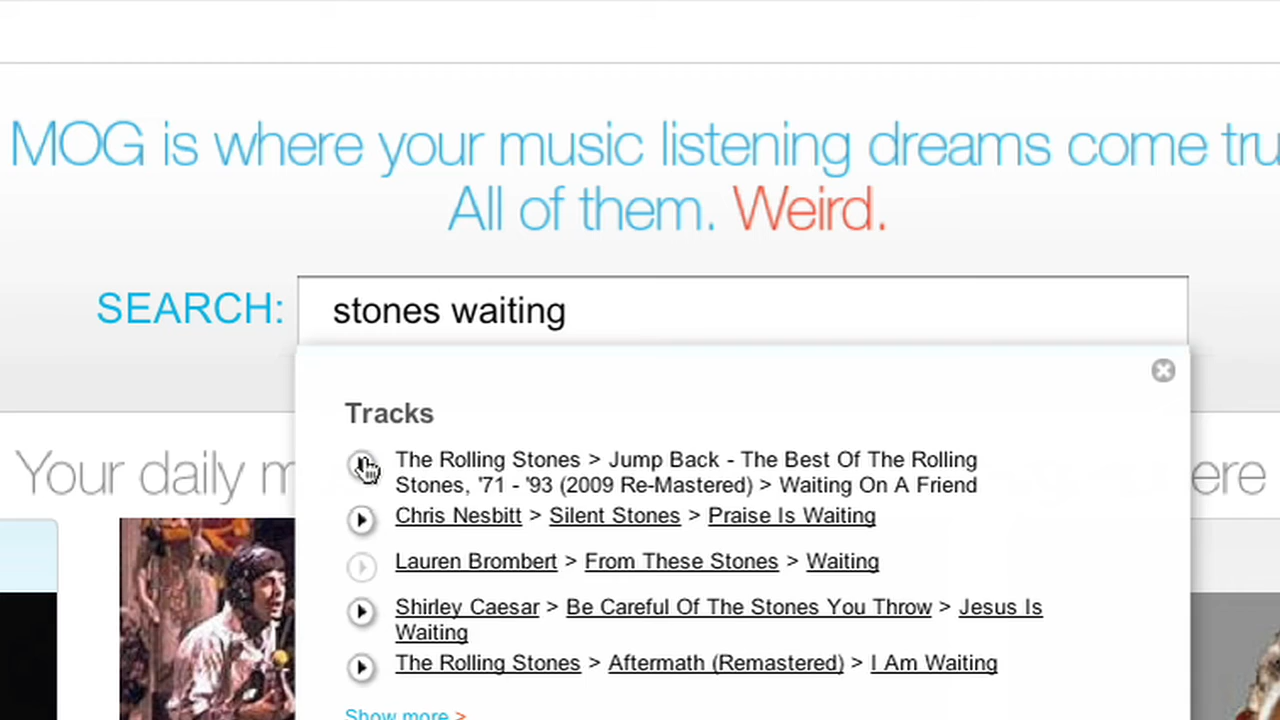 MOG is where your music listening dreams come tru
All of them. Weird.
SEARCH: stones waiting
Tracks
The Rolling Stones > Jump Back - The Best Of The Rolling
Stones, '71 - '93 (2009 Re-Mastered) > Waiting On A Friend
Chris Nesbitt > Silent Stones > Praise Is Waiting
Lauren Brombert > From These Stones > Waiting
Shirley Caesar > Be Careful Of The Stones You Throw > Jesus Is
Waiting
The Rolling Stones > Aftermath (Remastered) > I Am Waiting
Show more >
Your daily m
ere